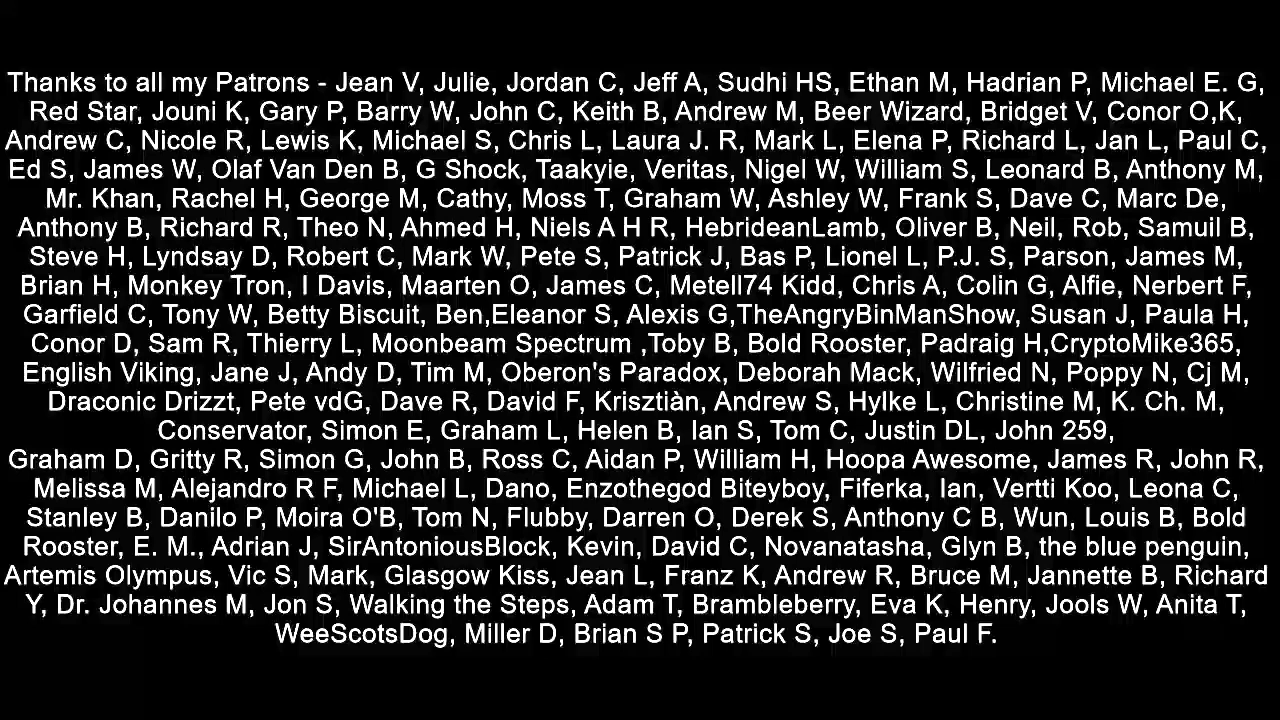 Thanks to all my Patrons - Jean V, Julie, Jordan C, Jeff A, Sudhi HS, Ethan M, Hadrian P, Michael E. G,
Red Star, Jouni K, Gary P, Barry W, John C, Keith B, Andrew M, Beer Wizard, Bridget V, Conor O,K,
Andrew C, Nicole R, Lewis K, Michael S, Chris L, Laura J. R, Mark L, Elena P, Richard L, Jan L, Paul C,
Ed S, James W, Olaf Van Den B, G Shock, Taakyie, Veritas, Nigel W, William S, Leonard B, Anthony M,
Mr. Khan, Rachel H, George M, Cathy, Moss T, Graham W, Ashley W, Frank S, Dave C, Marc De,
Anthony B, Richard R, Theo N, Ahmed H, Niels A H R, HebrideanLamb, Oliver B, Neil, Rob, Samuil B,
Steve H, Lyndsay D, Robert C, Mark W, Pete S, Patrick J, Bas P, Lionel L, P.J. S, Parson, James M,
Brian H, Monkey Tron, I Davis, Maarten O, James C, Metell74 Kidd, Chris A, Colin G, Alfie, Nerbert F,
Garfield C, Tony W, Betty Biscuit, Ben,Eleanor S, Alexis G,TheAngryBinManShow, Susan J, Paula H,
Conor D, Sam R, Thierry L, Moonbeam Spectrum ,Toby B, Bold Rooster, Padraig H,CryptoMike365,
English Viking, Jane J, Andy D, Tim M, Oberon's Paradox, Deborah Mack, Wilfried N, Poppy N, Cj M,
Draconic Drizzt, Pete vdG, Dave R, David F, Krisztiàn, Andrew S, Hylke L, Christine M, K. Ch. M,
Conservator, Simon E, Graham L, Helen B, Ian S, Tom C, Justin DL, John 259,
Graham D, Gritty R, Simon G, John B, Ross C, Aidan P, William H, Hoopa Awesome, James R, John R,
Melissa M, Alejandro R F, Michael L, Dano, Enzothegod Biteyboy, Fiferka, Ian, Vertti Koo, Leona C,
Stanley B, Danilo P, Moira O'B, Tom N, Flubby, Darren O, Derek S, Anthony C B, Wun, Louis B, Bold
Rooster, E. M., Adrian J, SirAntoniousBlock, Kevin, David C, Novanatasha, Glyn B, the blue penguin,
Artemis Olympus, Vic S, Mark, Glasgow Kiss, Jean L, Franz K, Andrew R, Bruce M, Jannette B, Richard
Y, Dr. Johannes M, Jon S, Walking the Steps, Adam T, Brambleberry, Eva K, Henry, Jools W, Anita T,
WeeScotsDog, Miller D, Brian S P, Patrick S, Joe S, Paul F.